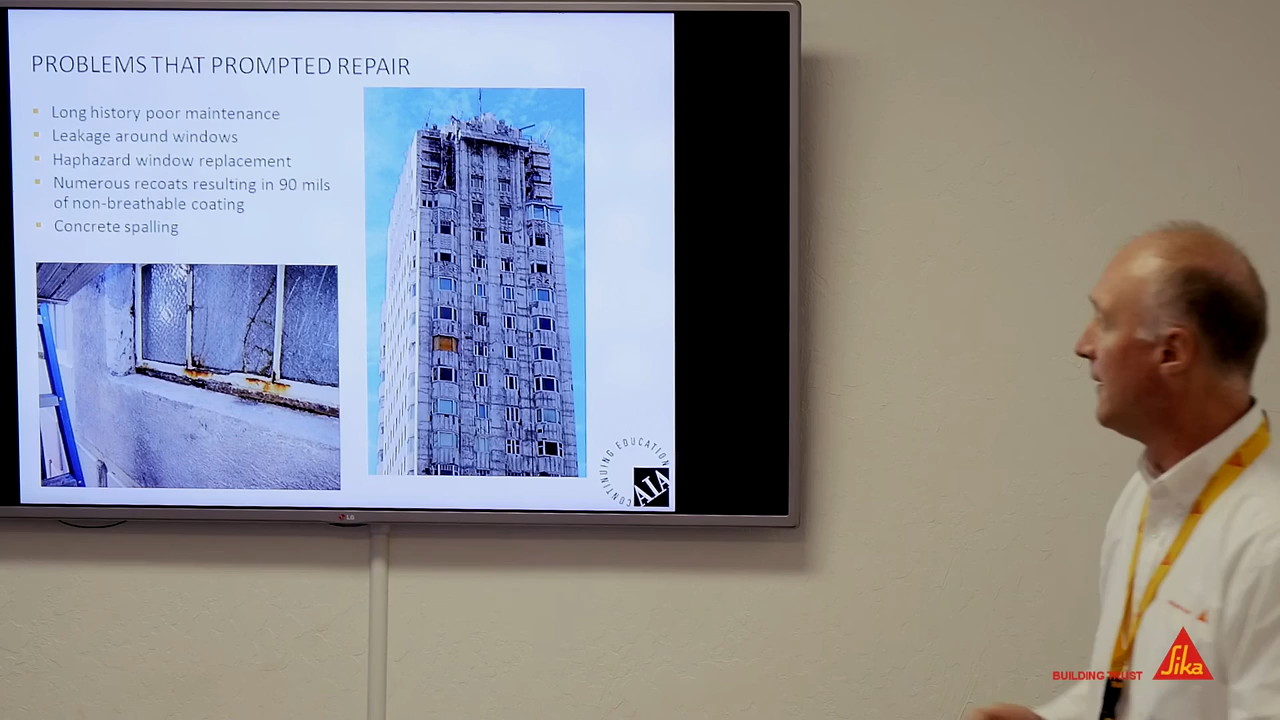 PROBLEMS THAT PROMPTED REPAIR
Long history poor maintenance
Leakage around windows
Haphazard window replacement
Numerous recoats resulting in 90 mils
of non-breathable coating
Concrete spalling
CONTINUING EDUCATION
AIA
LG
BUILDING TRUST
Sika